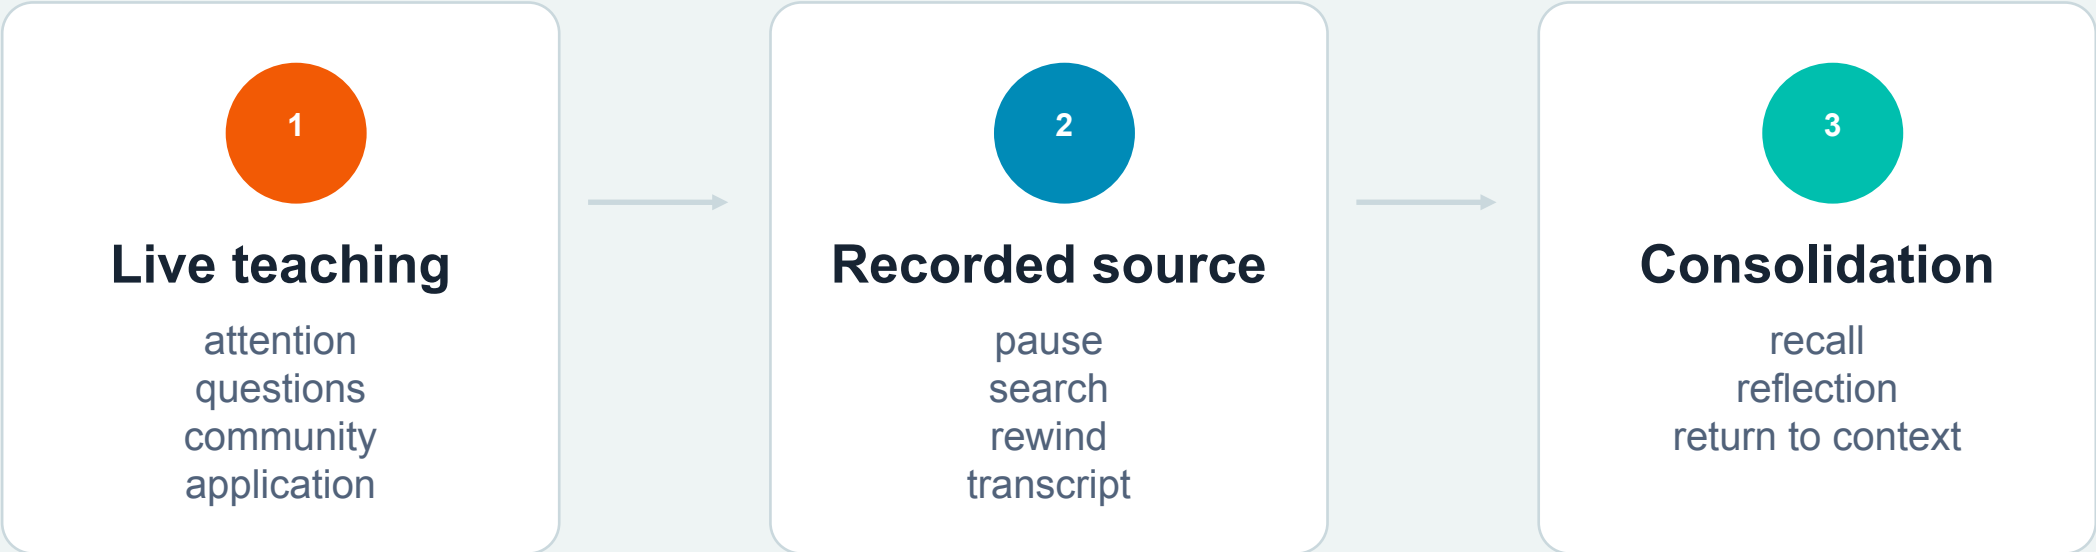 1
Live teaching
attention
questions
community
application
2
Recorded source
pause
search
rewind
transcript
3
Consolidation
recall
reflection
return to context